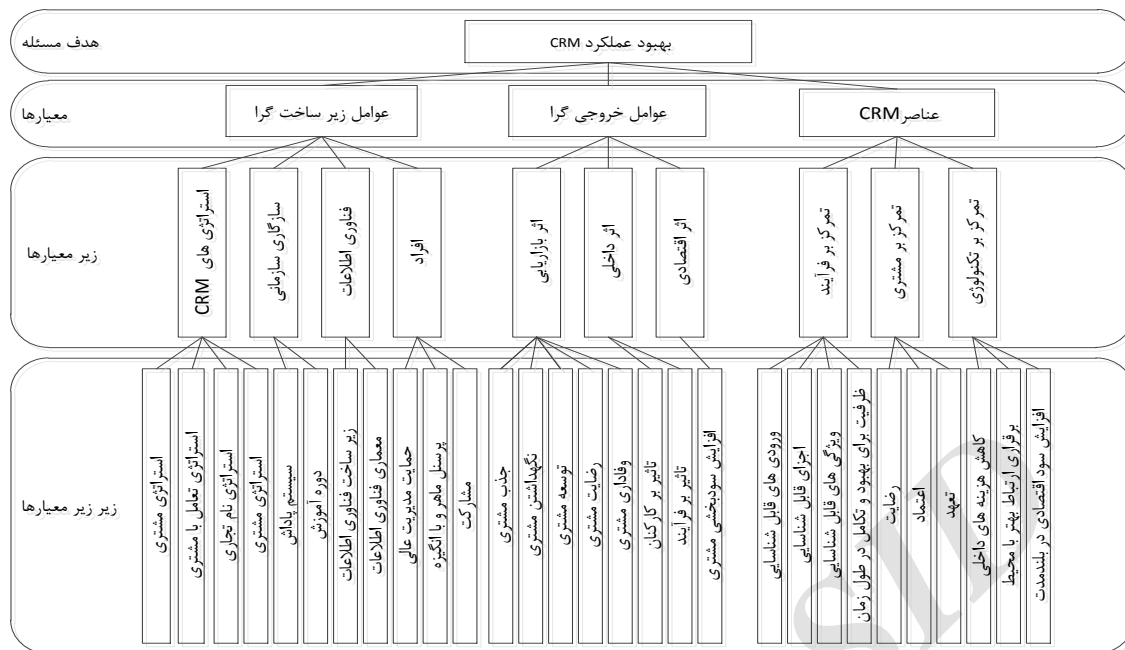 هدف مسئله
بهبود عملکرد CRM
معیارها
عناصر CRM
عوامل خروجی گرا
عوامل زیر ساخت گرا
زیر معیارها
تمرکز بر تکنولوژی
تمرکز بر مشتری
تمرکز بر فرآیند
اثر اقتصادی
اثر داخلی
اثر بازاریابی
افراد
فناوری اطلاعات
سازگاری سازمانی
استراتژی های CRM
زیر زیر معیارها
افزایش سود اقتصادی در بلندمدت
برقراری ارتباط بهتر با محیط
کاهش هزینه های داخلی
تعهد
اعتماد
رضایت
ظرفیت برای بهبود و تکامل در طول زمان
ویژگی های قابل شناسایی
اجزای قابل شناسایی
ورودی های قابل شناسایی
افزایش سودبخشی مشتری
تاثیر بر فرآیند
تاثیر بر کارکنان
وفاداری مشتری
رضایت مشتری
توسعه مشتری
نگهداشتن مشتری
جذب مشتری
مشارکت
پرسنل ماهر و با انگیزه
حمایت مدیریت عالی
معماری فناوری اطلاعات
زیر ساخت فناوری اطلاعات
دوره آموزش
سیسیتم پاداش
استراتژی مشتری
استراتژی نام تجاری
استراتژی تعامل با مشتری
استراتژی مشتری
SID